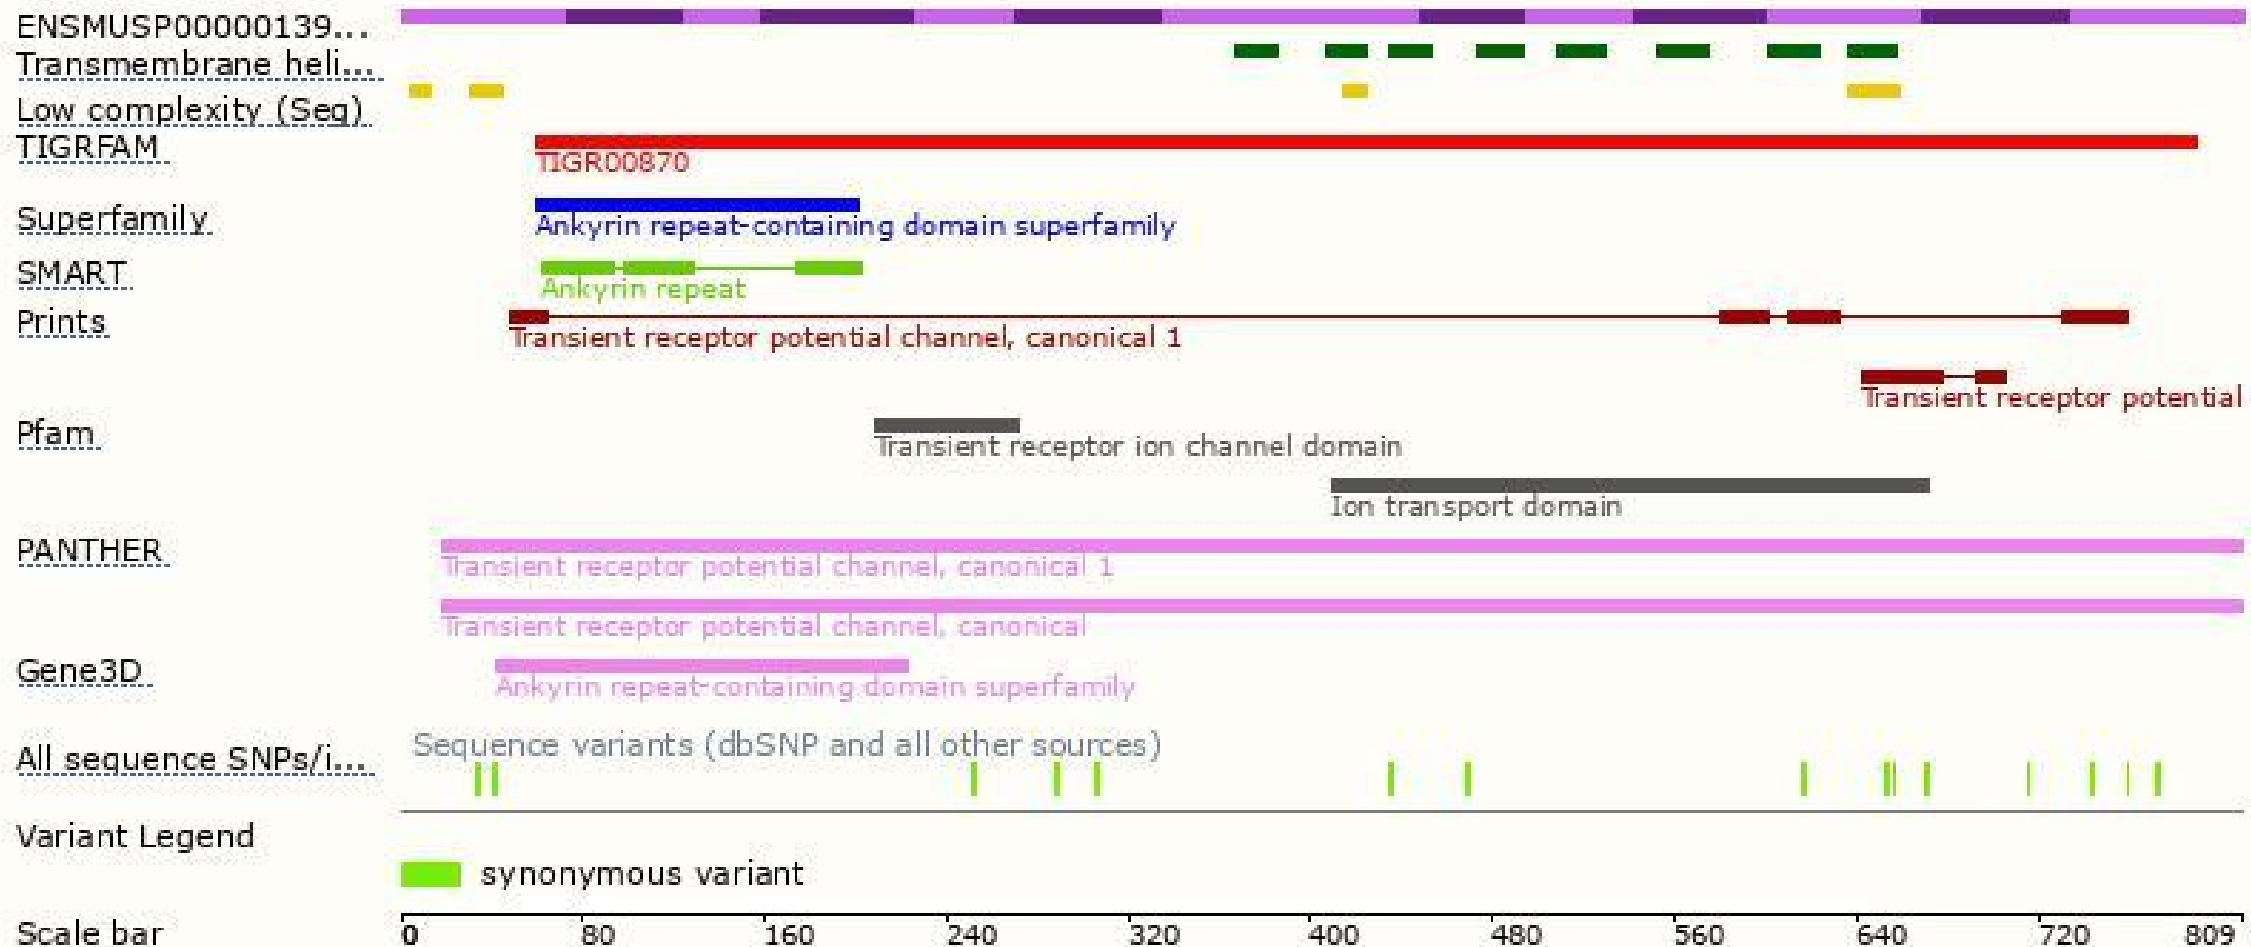 ENSMUSP00000139...
Transmembrane heli...
Low complexity (Seg)
TIGRFAM
TIGR00870
Superfamily
Ankyrin repeat-containing domain superfamily
SMART
Ankyrin repeat
Prints
Transient receptor potential channel, canonical 1
Transient receptor potential
Pfam
Transient receptor ion channel domain
Ion transport domain
PANTHER
Transient receptor potential channel, canonical 1
Transient receptor potential channel, canonical
Gene3D
Ankyrin repeat-containing domain superfamily
Sequence variants (dbSNP and all other sources)
All sequence SNPs/i...
Variant Legend
synonymous variant
Scale bar 0 80 160 240 320 400 480 560 640 720 809